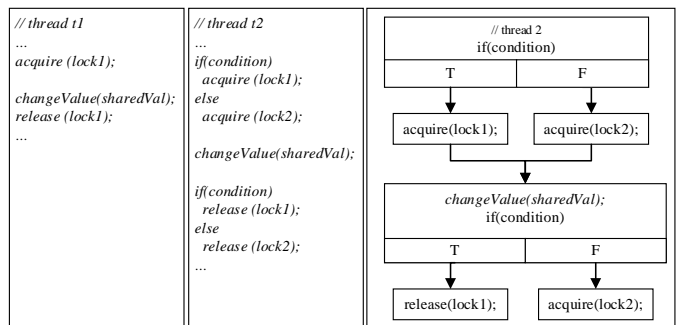 // thread t1
...
acquire (lock1);
changeValue(sharedVal);
release (lock1);
...
// thread t2
...
if(condition)
acquire (lock1);
else
acquire (lock2);
changeValue(sharedVal);
if(condition)
release (lock1);
else
release (lock2);
...
// thread 2
if(condition)
T
F
acquire(lock1);
acquire(lock2);
changeValue(sharedVal);
if(condition)
T
F
release(lock1);
acquire(lock2);